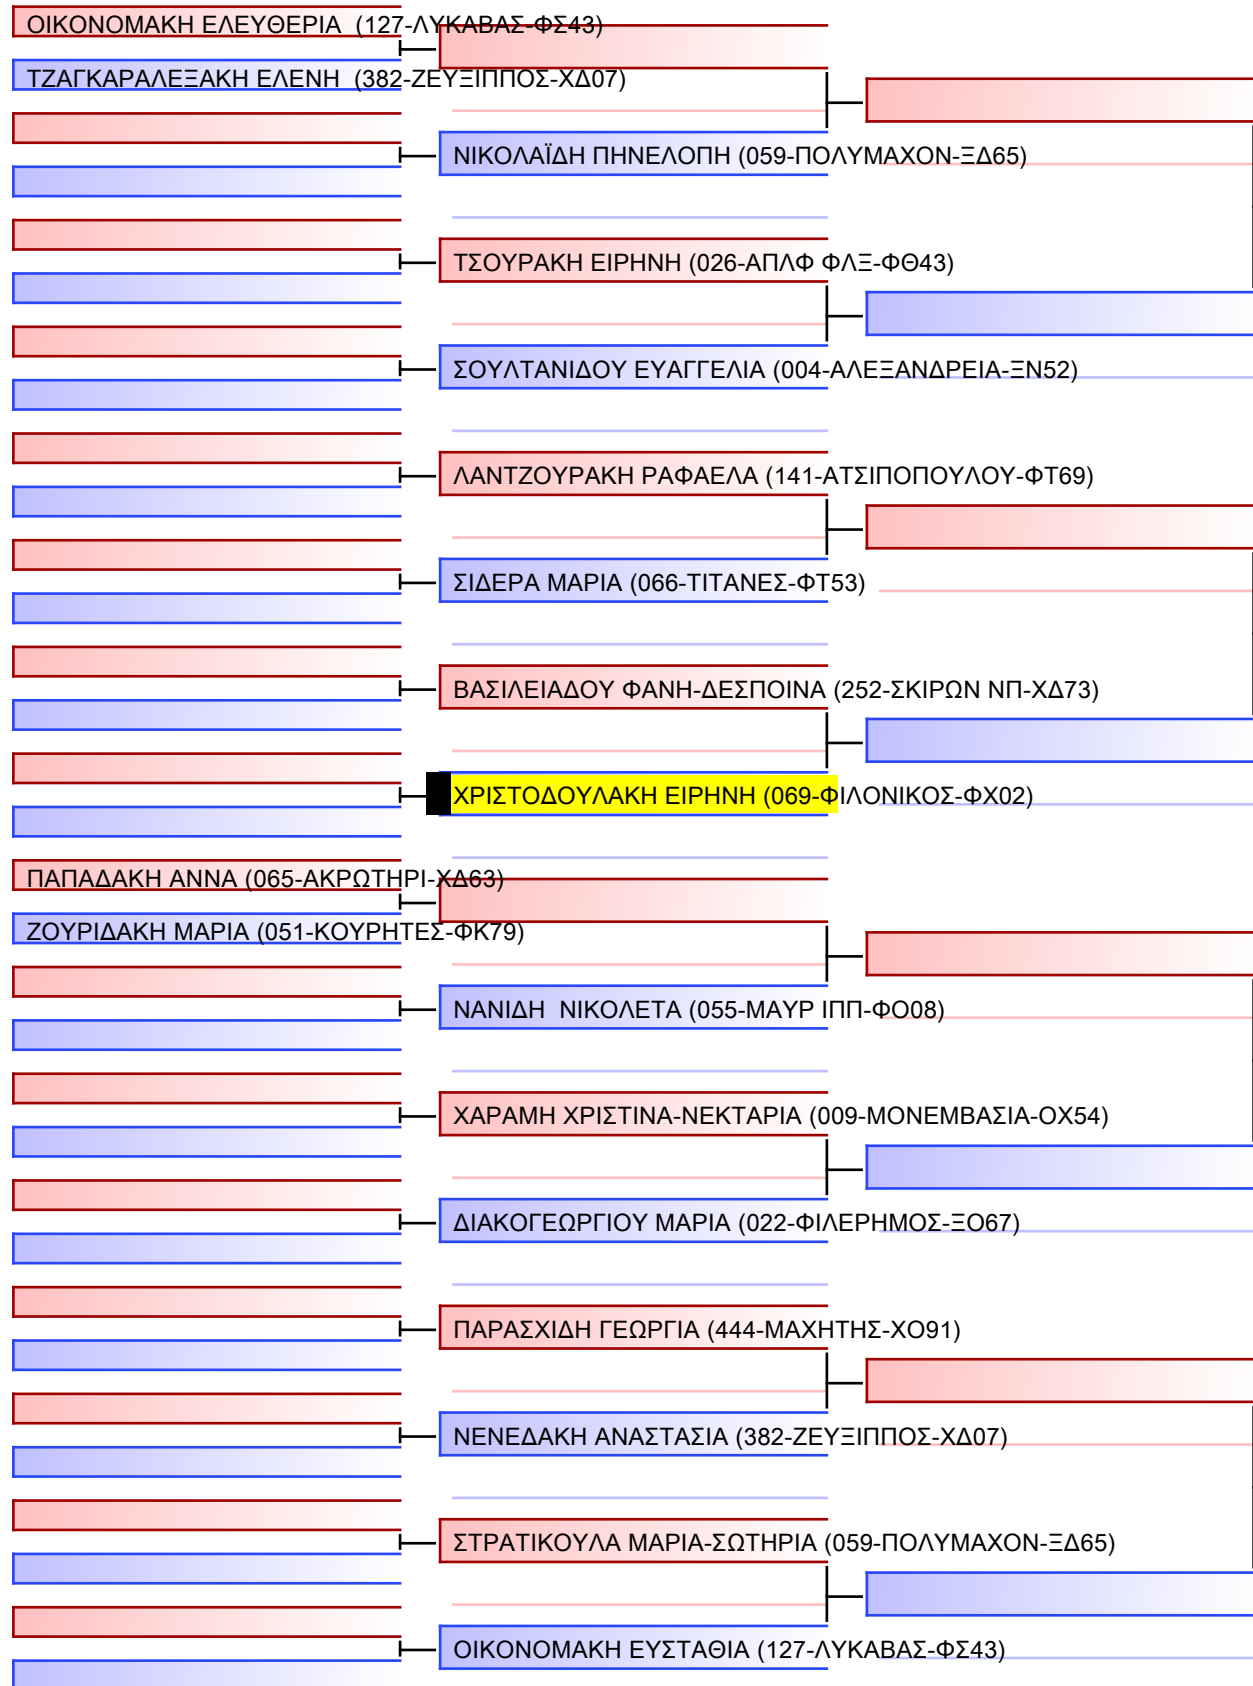 ΟΙΚΟΝΟΜΑΚΗ ΕΛΕΥΘΕΡΙΑ  (127-ΛΥΚΑΒΑΣ-ΦΣ43)
ΤΖΑΓΚΑΡΑΛΕΞΑΚΗ ΕΛΕΝΗ  (382-ΖΕΥΞΙΠΠΟΣ-ΧΔ07)
ΝΙΚΟΛΑΪΔΗ ΠΗΝΕΛΟΠΗ (059-ΠΟΛΥΜΑΧΟΝ-ΞΔ65)
ΤΣΟΥΡΑΚΗ ΕΙΡΗΝΗ (026-ΑΠΛΦ ΦΛΞ-ΦΘ43)
ΣΟΥΛΤΑΝΙΔΟΥ ΕΥΑΓΓΕΛΙΑ (004-ΑΛΕΞΑΝΔΡΕΙΑ-ΞΝ52)
ΛΑΝΤΖΟΥΡΑΚΗ ΡΑΦΑΕΛΑ (141-ΑΤΣΙΠΟΠΟΥΛΟΥ-ΦΤ69)
ΣΙΔΕΡΑ ΜΑΡΙΑ (066-ΤΙΤΑΝΕΣ-ΦΤ53)
ΒΑΣΙΛΕΙΑΔΟΥ ΦΑΝΗ-ΔΕΣΠΟΙΝΑ (252-ΣΚΙΡΩΝ ΝΠ-ΧΔ73)
ΧΡΙΣΤΟΔΟΥΛΑΚΗ ΕΙΡΗΝΗ (069-ΦΙΛΟΝΙΚΟΣ-ΦΧ02)
ΠΑΠΑΔΑΚΗ ΑΝΝΑ (065-ΑΚΡΩΤΗΡΙ-ΧΔ63)
ΖΟΥΡΙΔΑΚΗ ΜΑΡΙΑ (051-ΚΟΥΡΗΤΕΣ-ΦΚ79)
ΝΑΝΙΔΗ  ΝΙΚΟΛΕΤΑ (055-ΜΑΥΡ ΙΠΠ-ΦΟ08)
ΧΑΡΑΜΗ ΧΡΙΣΤΙΝΑ-ΝΕΚΤΑΡΙΑ (009-ΜΟΝΕΜΒΑΣΙΑ-ΟΧ54)
ΔΙΑΚΟΓΕΩΡΓΙΟΥ ΜΑΡΙΑ (022-ΦΙΛΕΡΗΜΟΣ-ΞΟ67)
ΠΑΡΑΣΧΙΔΗ ΓΕΩΡΓΙΑ (444-ΜΑΧΗΤΗΣ-ΧΟ91)
ΝΕΝΕΔΑΚΗ ΑΝΑΣΤΑΣΙΑ (382-ΖΕΥΞΙΠΠΟΣ-ΧΔ07)
ΣΤΡΑΤΙΚΟΥΛΑ ΜΑΡΙΑ-ΣΩΤΗΡΙΑ (059-ΠΟΛΥΜΑΧΟΝ-ΞΔ65)
ΟΙΚΟΝΟΜΑΚΗ ΕΥΣΤΑΘΙΑ (127-ΛΥΚΑΒΑΣ-ΦΣ43)